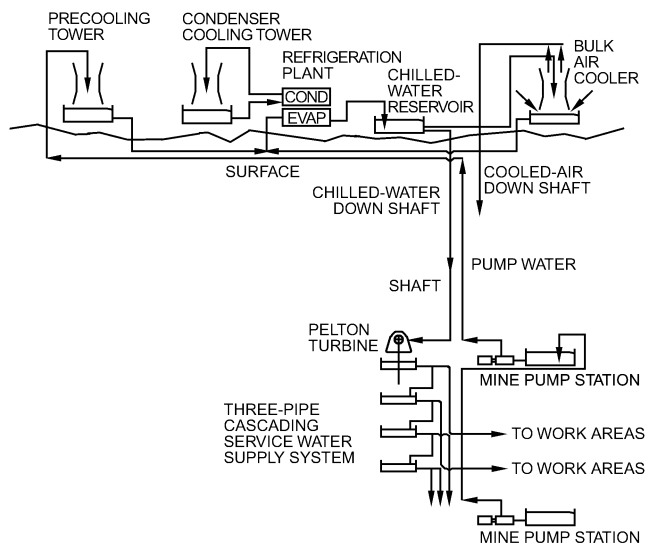 PRECOOLING
TOWER
CONDENSER
COOLING TOWER
REFRIGERATION
PLANT
COND
EVAP
CHILLED-
WATER
RESERVOIR
BULK
AIR
COOLER
SURFACE
CHILLED-WATER
DOWN SHAFT
COOLED-AIR
DOWN SHAFT
PUMP WATER
SHAFT
PELTON
TURBINE
MINE PUMP STATION
THREE-PIPE
CASCADING
SERVICE WATER
SUPPLY SYSTEM
TO WORK AREAS
TO WORK AREAS
MINE PUMP STATION